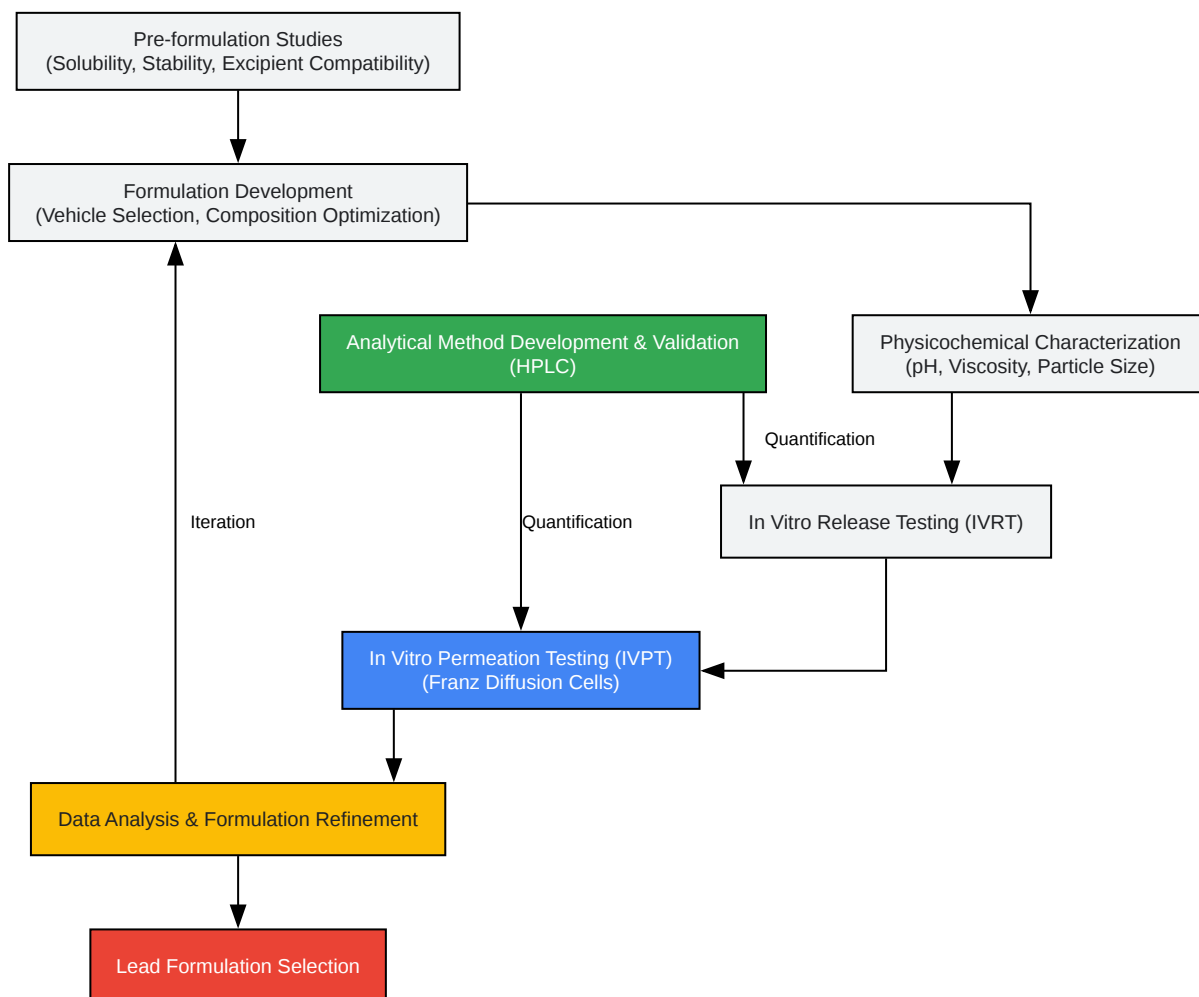 Pre-formulation Studies
(Solubility, Stability, Excipient Compatibility)
Formulation Development
(Vehicle Selection, Composition Optimization)
Analytical Method Development & Validation
(HPLC)
Physicochemical Characterization
(pH, Viscosity, Particle Size)
Quantification
Iteration
Quantification
In Vitro Release Testing (IVRT)
In Vitro Permeation Testing (IVPT)
(Franz Diffusion Cells)
Data Analysis & Formulation Refinement
Lead Formulation Selection